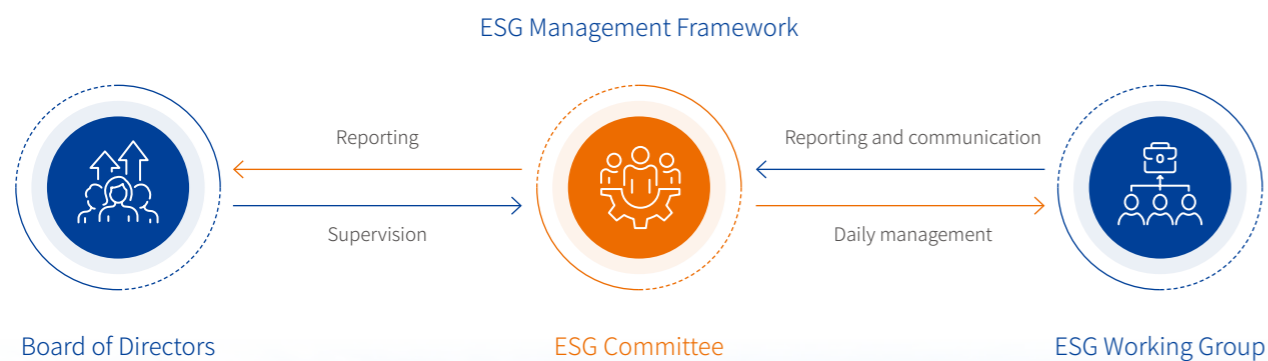 ESG Management Framework
Reporting
Reporting and communication
Supervision
Daily management
Board of Directors
ESG Committee
ESG Working Group